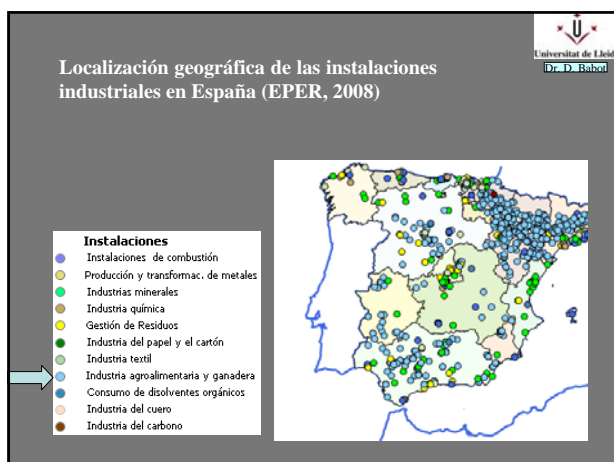 Universitat de Lleid
Dr. D. Babot
Localización geográfica de las instalaciones
industriales en España (EPER, 2008)
Instalaciones
Instalaciones de combustión
Producción y transformac. de metales
Industrias minerales
Industria química
Gestión de Residuos
Industria del papel y el cartón
Industria textil
Industria agroalimentaria y ganadera
Consumo de disolventes orgánicos
Industria del cuero
Industria del carbono